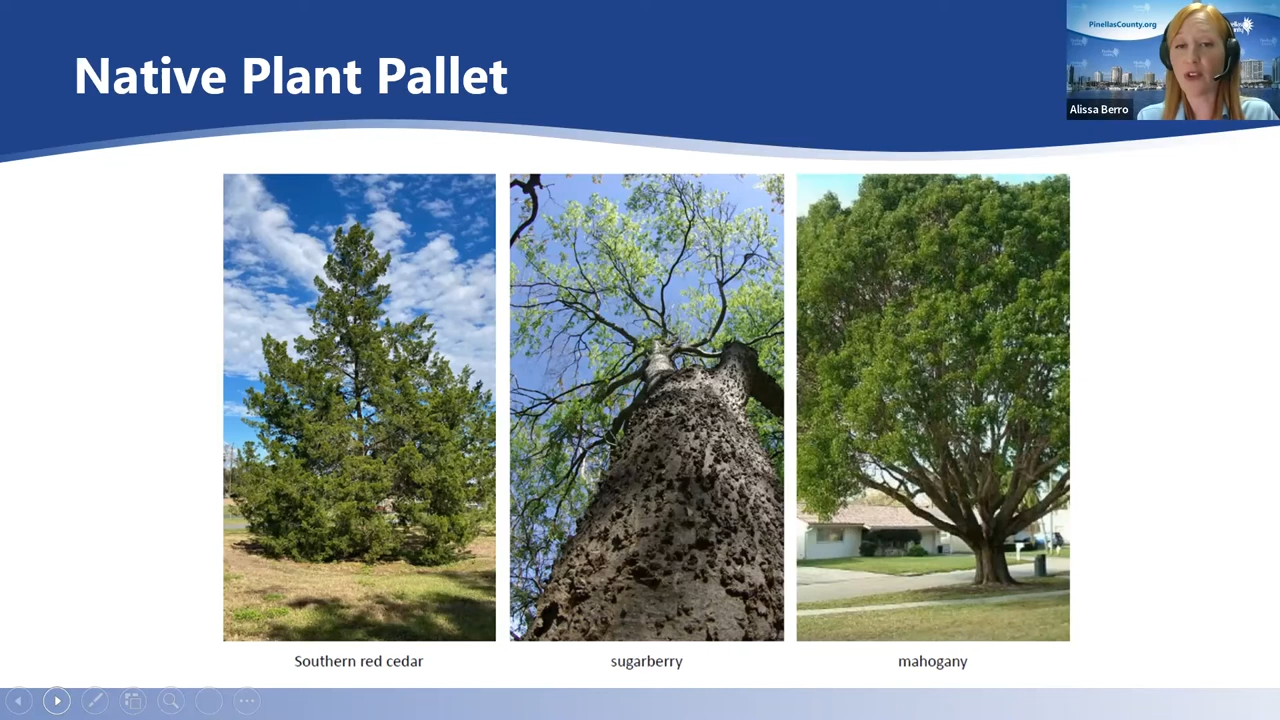 Native Plant Pallet
PinellasCounty.org
Alissa Berro
Southern red cedar
sugarberry
mahogany